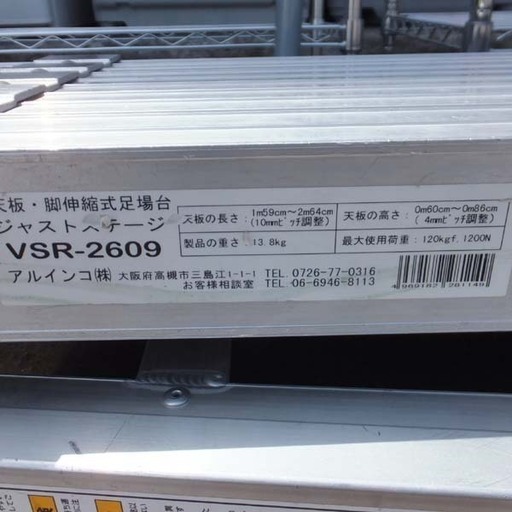 天板・脚伸縮式足場台
ジャストステージ
VSR-2609
天板の長さ：1m59cm～2m64cm
(10mmピッチ調整)
天板の高さ：0m60cm～0m86cm
(4mmピッチ調整)
製品の重さ：13.8kg
最大使用荷重：120kgf, 1200N
アルインコ㈱ 大阪府高槻市三島江1-1-1 TEL. 0726-77-0316
お客様相談室 TEL. 06-6946-8113
4 969182 281149